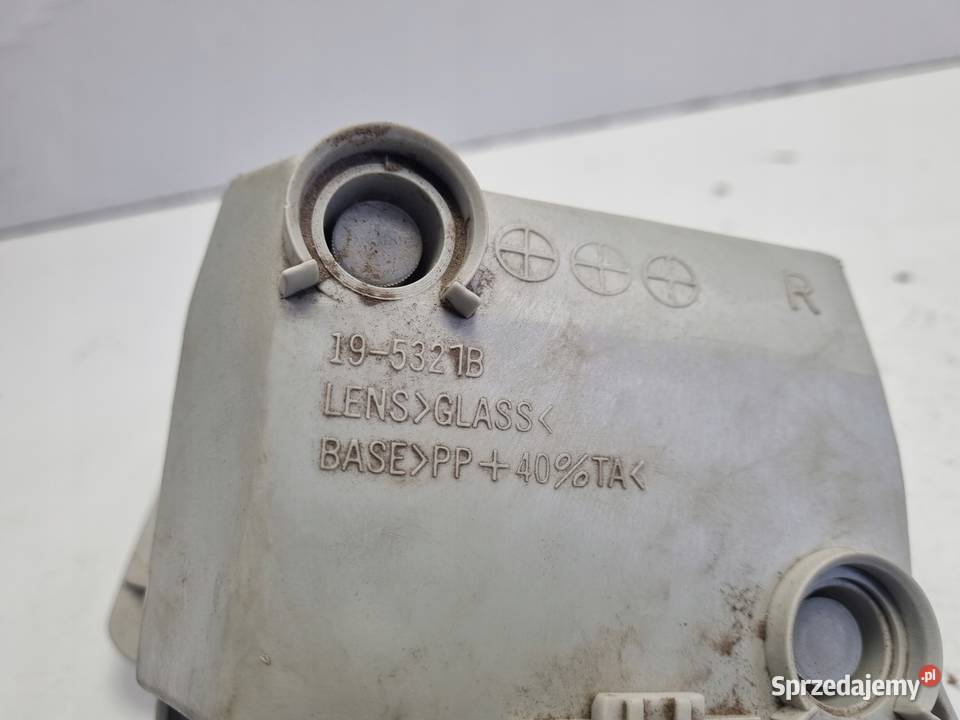 R
19-5321B
LENS>GLASS<
BASE>PP+40%TA<
Sprzedajemy.pl